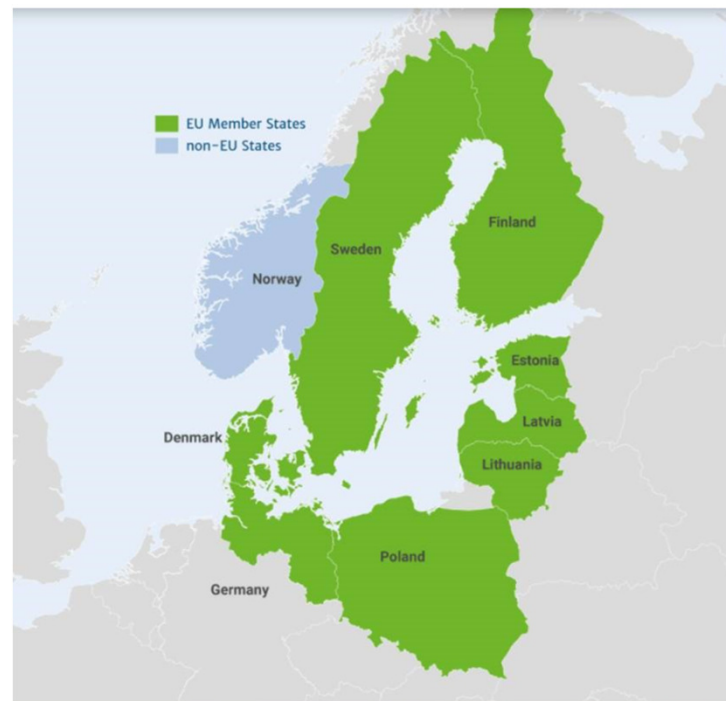 EU Member States
non-EU States
Finland
Sweden
Norway
Estonia
Latvia
Denmark
Lithuania
Poland
Germany